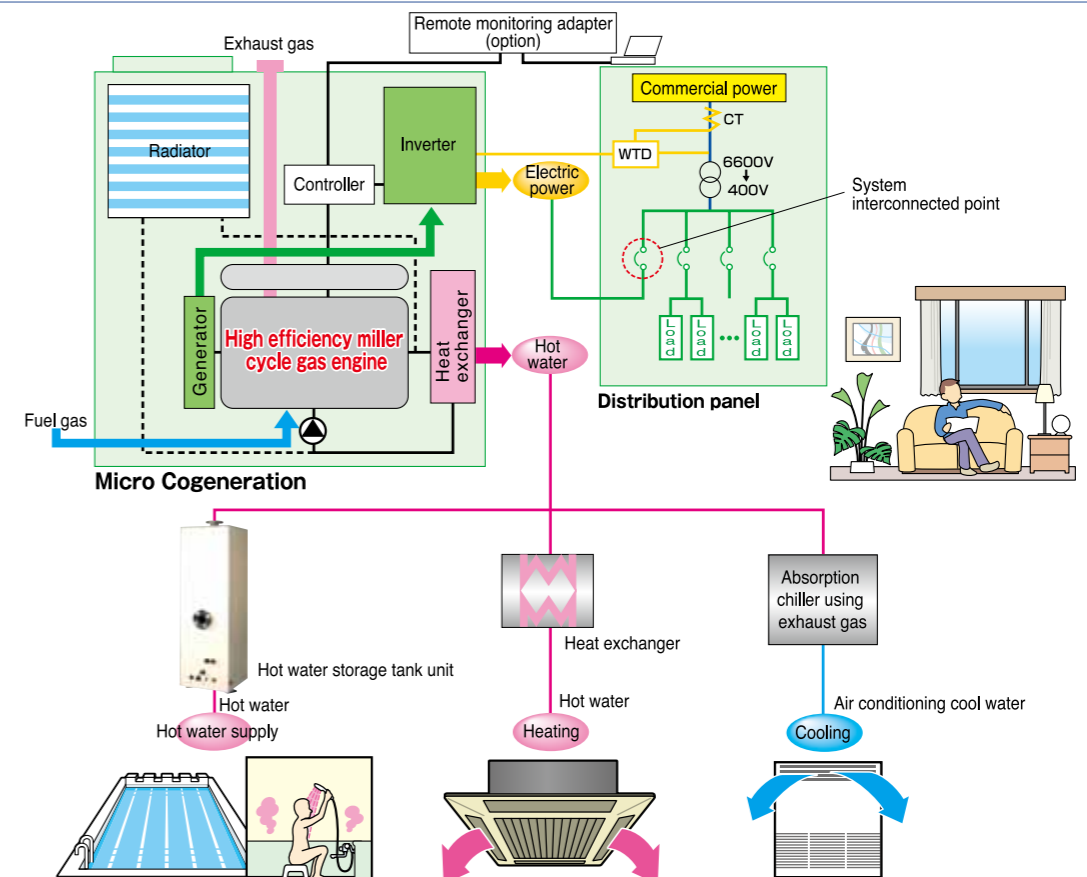 Remote monitoring adapter
(option)
Exhaust gas
Commercial power
CT
Radiator
Inverter
WTD
Controller
Electric
power
6600V
400V
System
interconnected point
Generator
High efficiency miller
cycle gas engine
Heat
exchanger
Hot
water
Load
Load
Load
Load
Distribution panel
Fuel gas
Micro Cogeneration
Absorption
chiller using
exhaust gas
Heat exchanger
Hot water storage tank unit
Hot water
Hot water supply
Hot water
Heating
Air conditioning cool water
Cooling